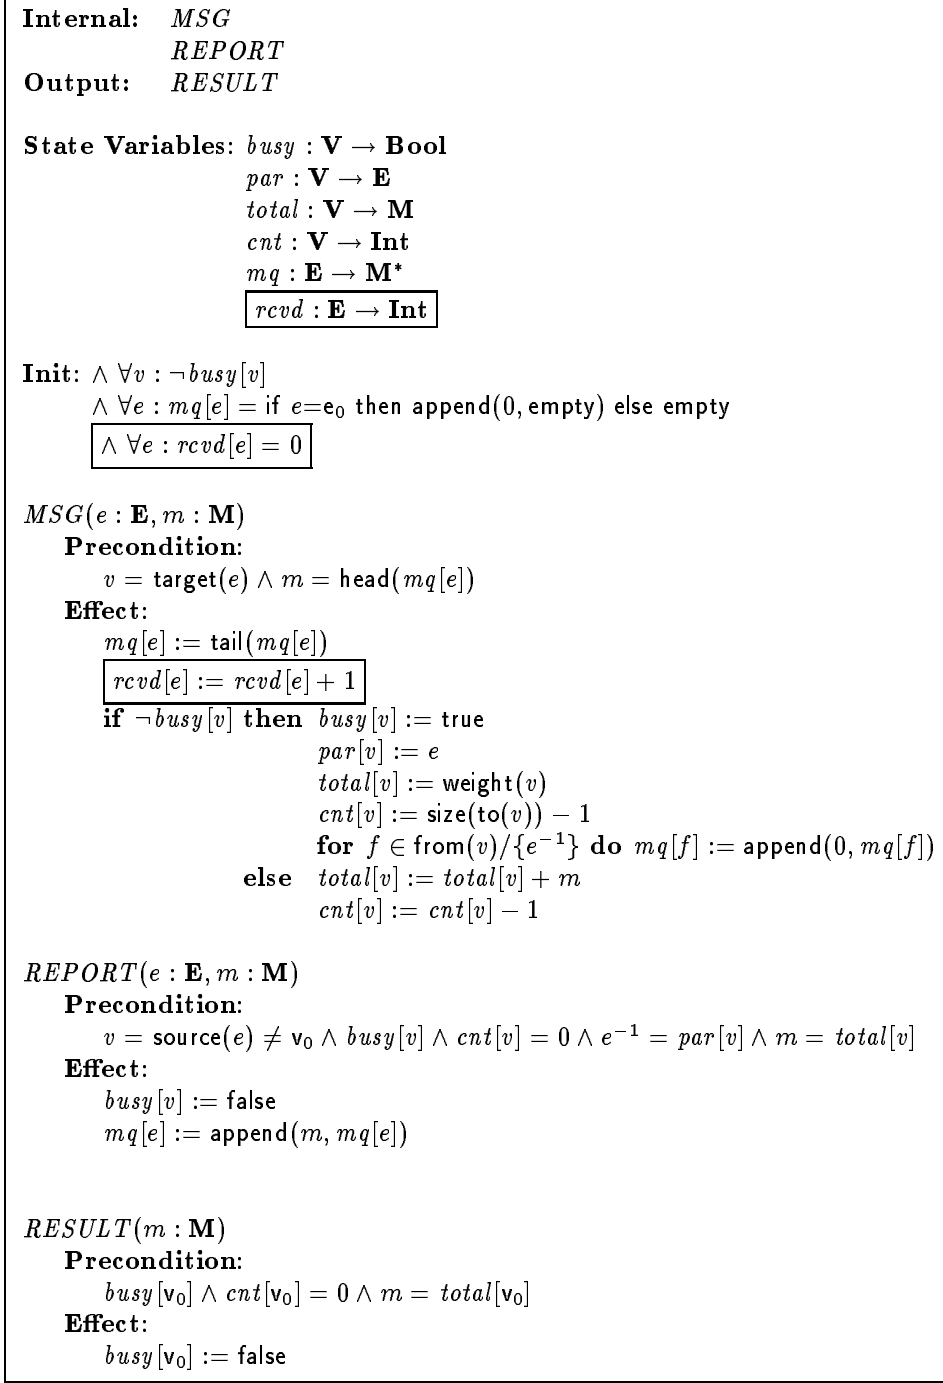 Internal: MSG
REPORT
Output: RESULT
State Variables: busy : V → Bool
par : V → E
total : V → M
cnt : V → Int
mq : E → M*
rcvd : E → Int
Init: ∧ ∀v : ¬busy[v]
∧ ∀e : mq[e] = if e=e₀ then append(0, empty) else empty
∧ ∀e : rcvd[e] = 0
MSG(e : E, m : M)
Precondition:
v = target(e) ∧ m = head(mq[e])
Effect:
mq[e] := tail(mq[e])
rcvd[e] := rcvd[e] + 1
if ¬busy[v] then busy[v] := true
par[v] := e
total[v] := weight(v)
cnt[v] := size(to(v)) − 1
for f ∈ from(v)/{e⁻¹} do mq[f] := append(0, mq[f])
else total[v] := total[v] + m
cnt[v] := cnt[v] − 1
REPORT(e : E, m : M)
Precondition:
v = source(e) ≠ v₀ ∧ busy[v] ∧ cnt[v] = 0 ∧ e⁻¹ = par[v] ∧ m = total[v]
Effect:
busy[v] := false
mq[e] := append(m, mq[e])
RESULT(m : M)
Precondition:
busy[v₀] ∧ cnt[v₀] = 0 ∧ m = total[v₀]
Effect:
busy[v₀] := false